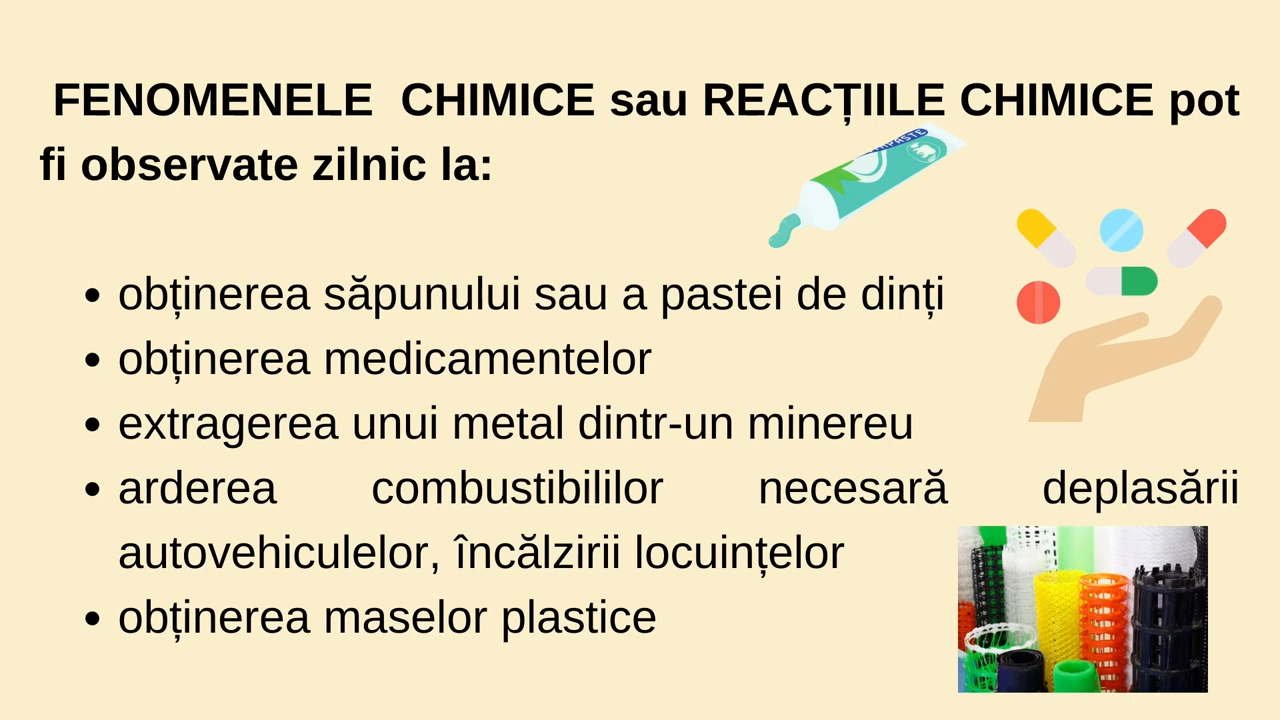 FENOMENELE CHIMICE sau REACȚIILE CHIMICE pot
fi observate zilnic la:
• obținerea săpunului sau a pastei de dinți
• obținerea medicamentelor
• extragerea unui metal dintr-un minereu
• arderea combustibililor necesară deplasării
autovehiculelor, încălzirii locuințelor
• obținerea maselor plastice